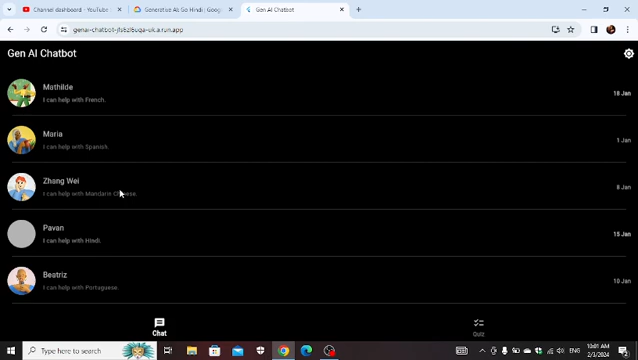 Channel dashboard - YouTube
Generative AI: Go Hindi | Goog
Gen AI Chatbot
genai-chatbot-jfs82l6uqa-uk.a.run.app
Gen AI Chatbot
Mathilde
I can help with French.
18 Jan
Maria
I can help with Spanish.
1 Jan
Zhang Wei
I can help with Mandarin Chinese.
8 Jan
Pavan
I can help with Hindi.
15 Jan
Beatriz
I can help with Portuguese.
10 Jan
Chat
Quiz
Type here to search
ENG
10:01 AM
2/3/2024